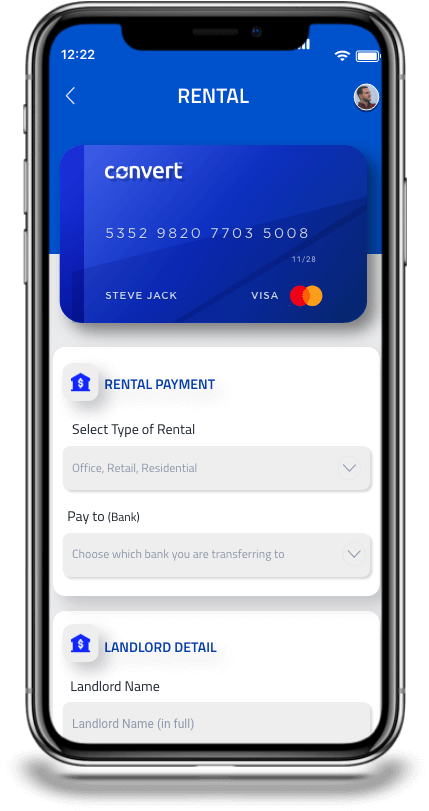 12:22
RENTAL
convert
5352 9820 7703 5008
11/28
STEVE JACK VISA
RENTAL PAYMENT
Select Type of Rental
Office, Retail, Residential
Pay to (Bank)
Choose which bank you are transferring to
LANDLORD DETAIL
Landlord Name
Landlord Name (in full)